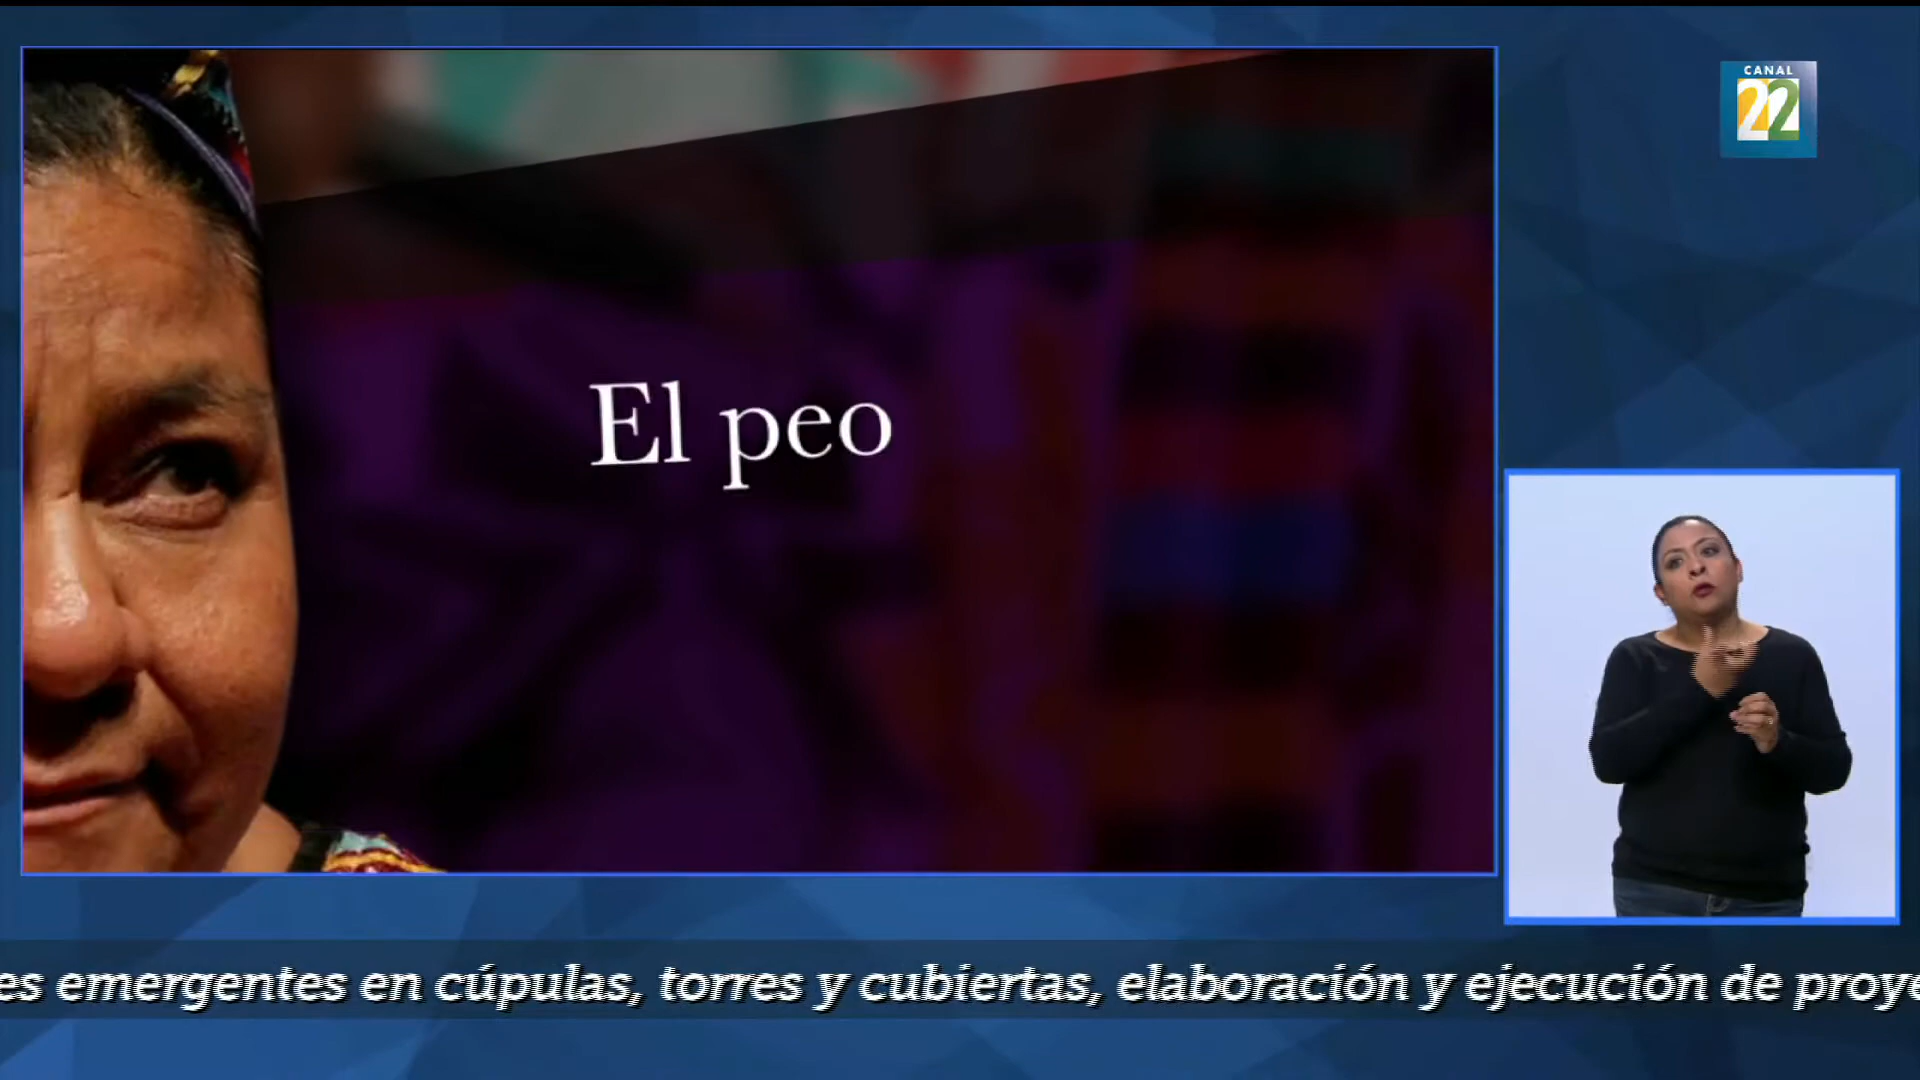 CANAL
22
El peo
es emergentes en cúpulas, torres y cubiertas, elaboración y ejecución de proye